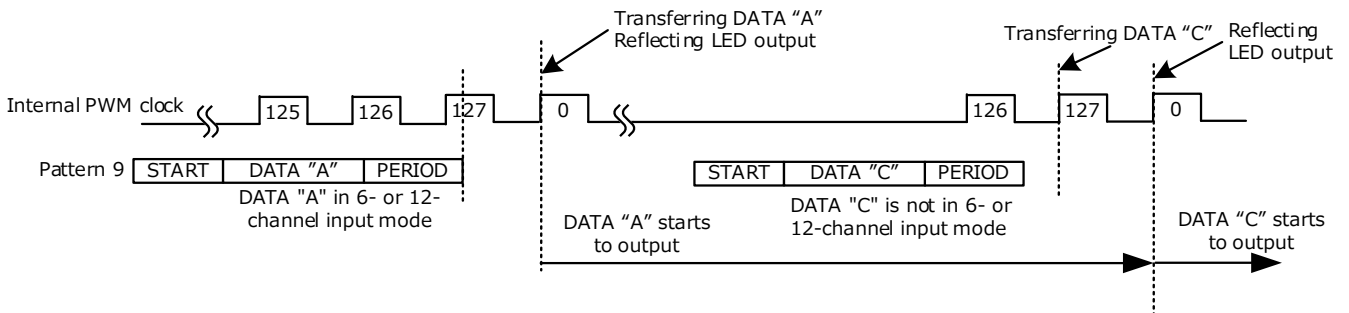 Transferring DATA “A”
Reflecting LED output
Transferring DATA “C”
Reflecting
LED output
Internal PWM clock
125
126
127
0
126
127
0
Pattern 9
START
DATA ”A”
PERIOD
START
DATA ”C”
PERIOD
DATA "A" in 6- or 12-
channel input mode
DATA "C" is not in 6- or
12-channel input mode
DATA “A” starts
to output
DATA “C” starts
to output